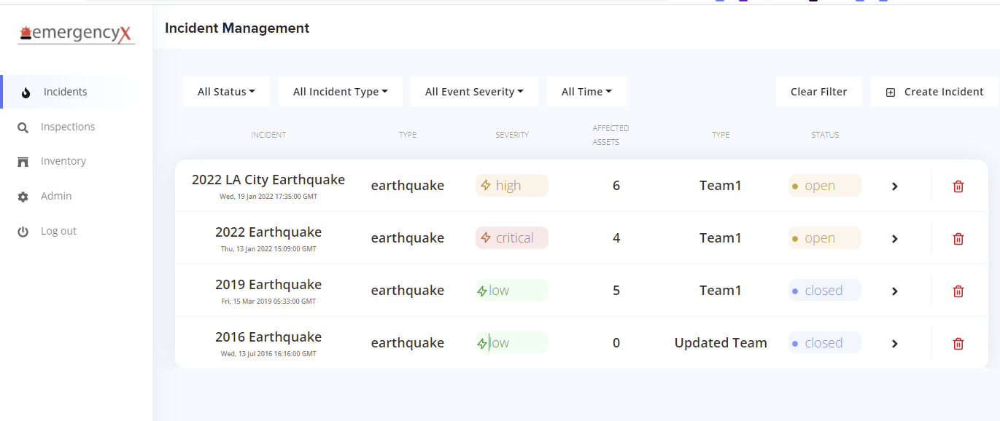 emergencyX
Incident Management
Incidents
Inspections
Inventory
Admin
Log out
All Status
All Incident Type
All Event Severity
All Time
Clear Filter
Create Incident
INCIDENT TYPE SEVERITY AFFECTED ASSETS TYPE STATUS
2022 LA City Earthquake earthquake high 6 Team1 open
Wed, 19 Jan 2022 17:35:00 GMT
2022 Earthquake earthquake critical 4 Team1 open
Thu, 13 Jan 2022 15:09:00 GMT
2019 Earthquake earthquake low 5 Team1 closed
Fri, 15 Mar 2019 05:33:00 GMT
2016 Earthquake earthquake low 0 Updated Team closed
Wed, 13 Jul 2016 16:16:00 GMT